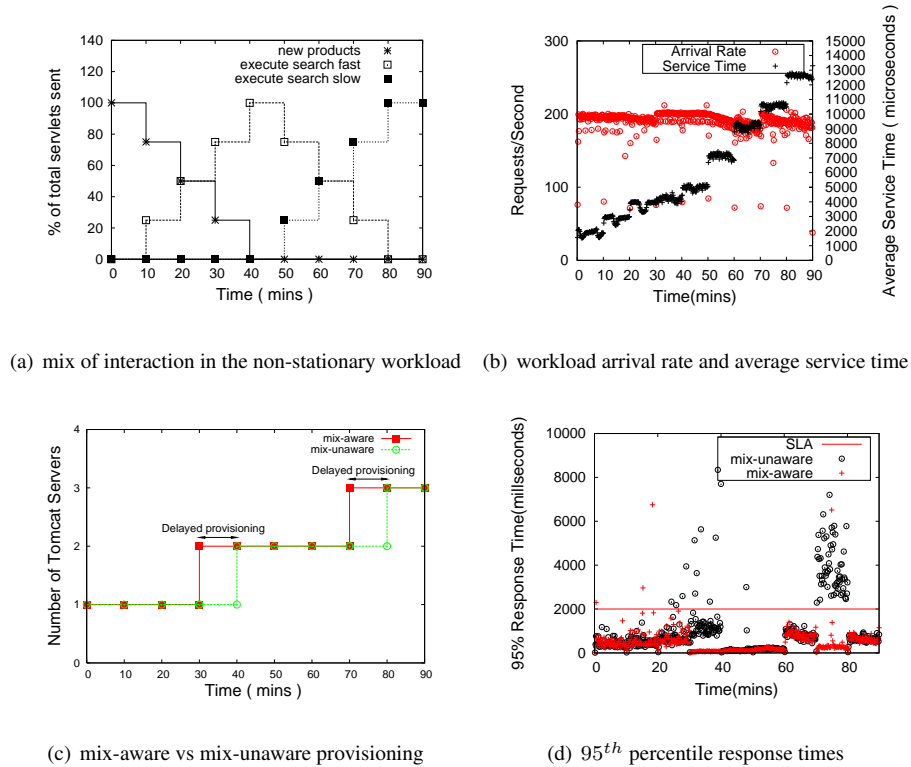 140
120
100
80
60
40
20
0
% of total servlets sent
new products
execute search fast
execute search slow
0 10 20 30 40 50 60 70 80 90
Time ( mins )
(a) mix of interaction in the non-stationary workload
300
200
100
0
Requests/Second
Arrival Rate
Service Time
15000
14000
13000
12000
11000
10000
9000
8000
7000
6000
5000
4000
3000
2000
1000
0
Average Service Time ( microseconds )
0 10 20 30 40 50 60 70 80 90
Time(mins)
(b) workload arrival rate and average service time
4
3
2
1
0
Number of Tomcat Servers
mix-aware
mix-unaware
Delayed provisioning
Delayed provisioning
0 10 20 30 40 50 60 70 80 90
Time ( mins )
(c) mix-aware vs mix-unaware provisioning
10000
8000
6000
4000
2000
0
95% Response Time(millseconds)
SLA
mix-unaware
mix-aware
0 20 40 60 80
Time(mins)
(d) 95th percentile response times